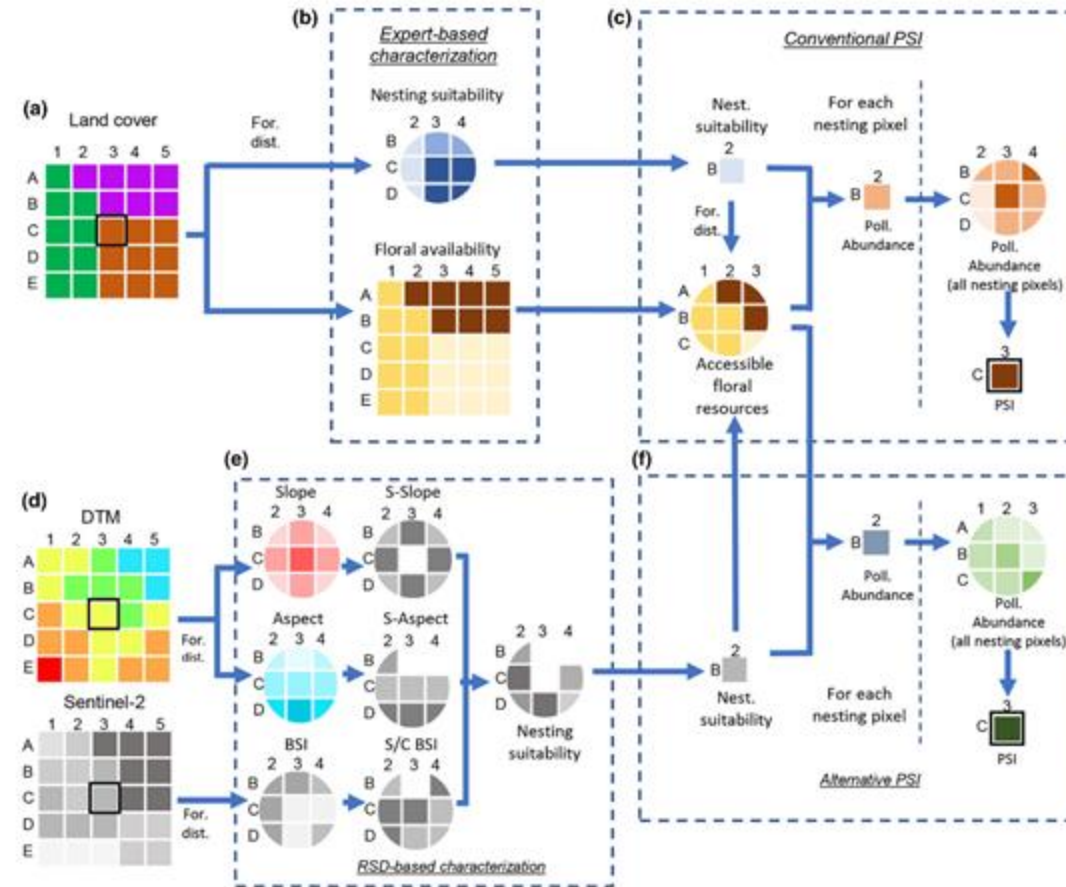 (a)
Land cover
1 2 3 4 5
A
B
C
D
E
For.
dist.
(b)
Expert-based
characterization
Nesting suitability
2 3 4
B
C
D
Floral availability
1 2 3 4 5
A
B
C
D
E
(c)
Conventional PSI
Nest.
suitability
2
B
For.
dist.
1 2 3
A
B
C
Accessible
floral
resources
For each
nesting pixel
2
B
Poll.
Abundance
2 3 4
B
C
D
Poll.
Abundance
(all nesting pixels)
3
C
PSI
(d)
DTM
1 2 3 4 5
A
B
C
D
E
For.
dist.
Sentinel-2
1 2 3 4 5
A
B
C
D
E
For.
dist.
(e)
Slope
2 3 4
B
C
D
S-Slope
2 3 4
B
C
D
Aspect
2 3 4
B
C
D
S-Aspect
2 3 4
B
C
D
BSI
2 3 4
B
C
D
S/C BSI
2 3 4
B
C
D
2 3 4
B
C
D
Nesting
suitability
RSD-based characterization
(f)
2
B
Nest.
suitability
2
B
Poll.
Abundance
For each
nesting pixel
1 2 3
A
B
C
Poll.
Abundance
(all nesting pixels)
3
C
PSI
Alternative PSI